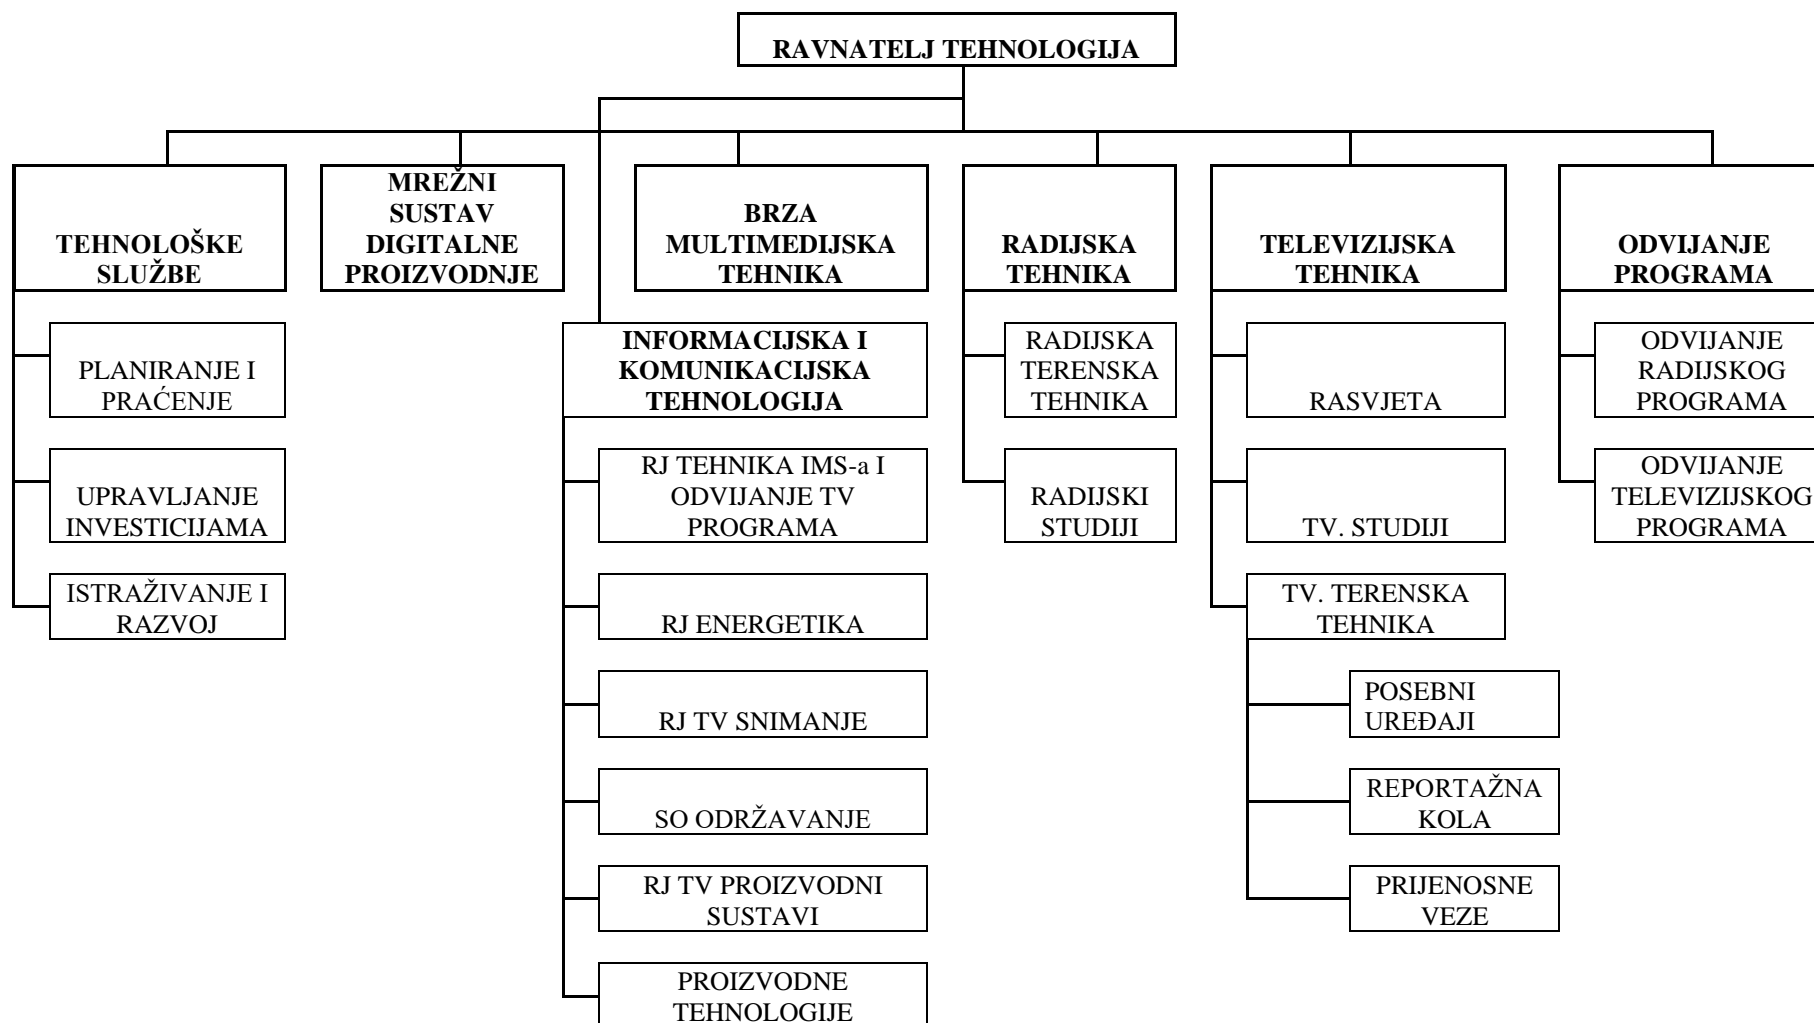 RAVNATELJ TEHNOLOGIJA
TEHNOLOŠKE
SLUŽBE
MREŽNI
SUSTAV
DIGITALNE
PROIZVODNJE
BRZA
MULTIMEDIJSKA
TEHNIKA
RADIJSKA
TEHNIKA
TELEVIZIJSKA
TEHNIKA
ODVIJANJE
PROGRAMA
PLANIRANJE I
PRAĆENJE
UPRAVLJANJE
INVESTICIJAMA
ISTRAŽIVANJE I
RAZVOJ
INFORMACIJSKA I
KOMUNIKACIJSKA
TEHNOLOGIJA
RJ TEHNIKA IMS-a I
ODVIJANJE TV
PROGRAMA
RJ ENERGETIKA
RJ TV SNIMANJE
SO ODRŽAVANJE
RJ TV PROIZVODNI
SUSTAVI
PROIZVODNE
TEHNOLOGIJE
RADIJSKA
TERENSKA
TEHNIKA
RADIJSKI
STUDIJI
RASVJETA
TV. STUDIJI
TV. TERENSKA
TEHNIKA
POSEBNI
UREĐAJI
REPORTAŽNA
KOLA
PRIJENOSNE
VEZE
ODVIJANJE
RADIJSKOG
PROGRAMA
ODVIJANJE
TELEVIZIJSKOG
PROGRAMA